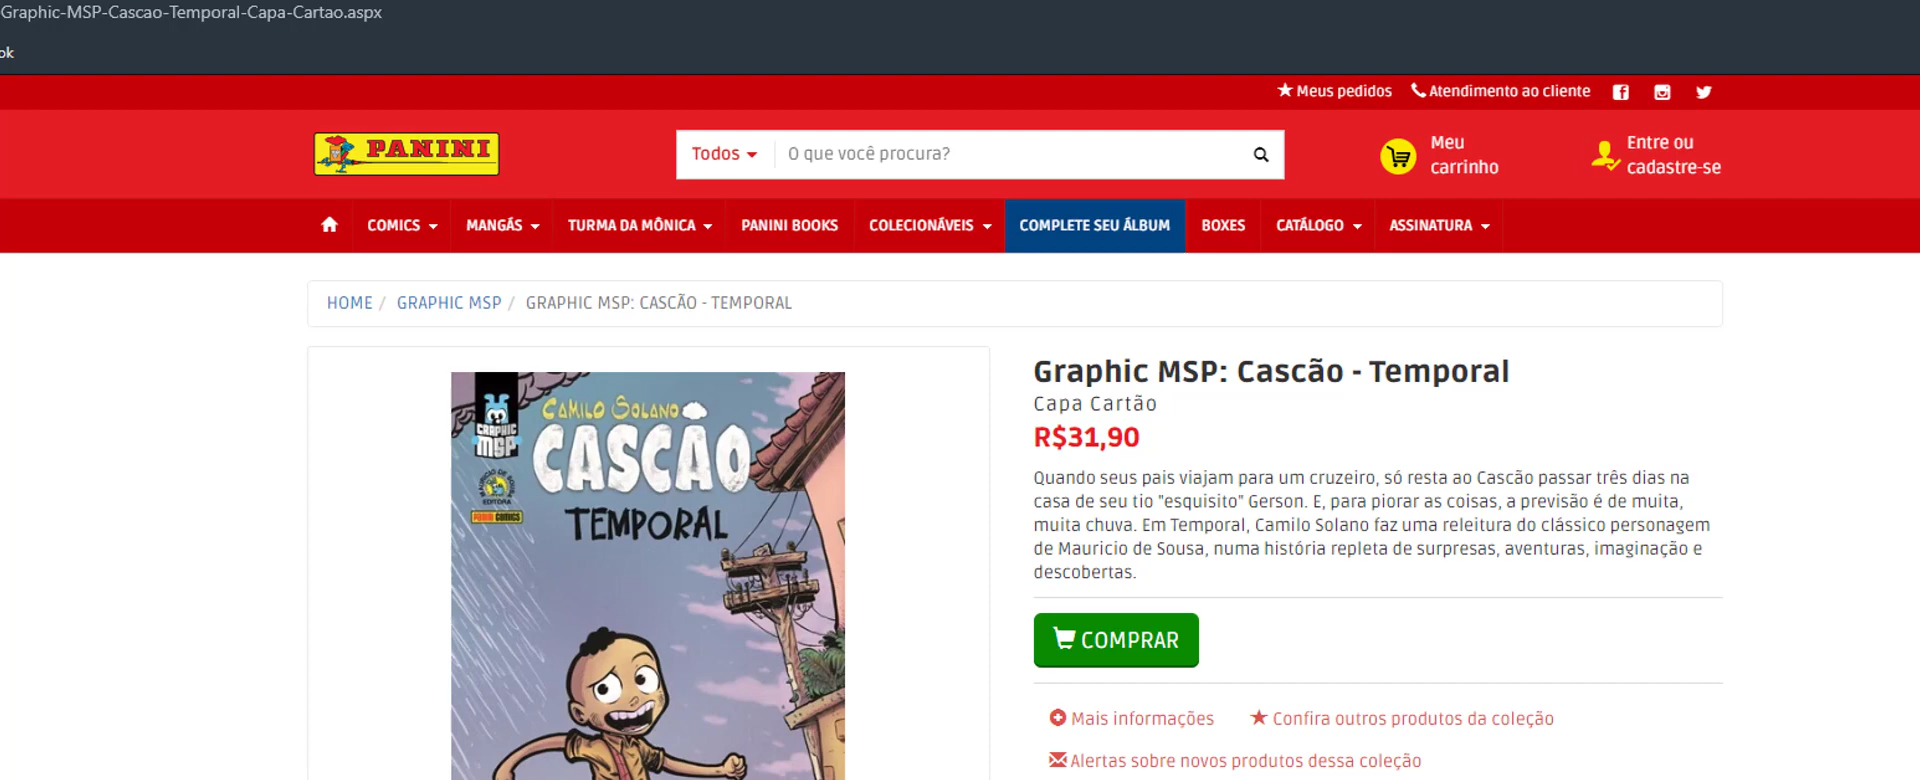 Graphic-MSP-Cascao-Temporal-Capa-Cartao.aspx
ok
Meus pedidos Atendimento ao cliente
PANINI
Todos O que você procura?
Meu carrinho
Entre ou cadastre-se
COMICS MANGÁS TURMA DA MÔNICA PANINI BOOKS COLECIONÁVEIS COMPLETE SEU ÁLBUM BOXES CATÁLOGO ASSINATURA
HOME / GRAPHIC MSP / GRAPHIC MSP: CASCÃO - TEMPORAL
GRAPHIC
MSP
MAURICIO DE SOUSA
EDITORA
PANINI COMICS
CAMILO SOLANO
CASCÃO
TEMPORAL
Graphic MSP: Cascão - Temporal
Capa Cartão
R$31,90
Quando seus pais viajam para um cruzeiro, só resta ao Cascão passar três dias na
casa de seu tio "esquisito" Gerson. E, para piorar as coisas, a previsão é de muita,
muita chuva. Em Temporal, Camilo Solano faz uma releitura do clássico personagem
de Mauricio de Sousa, numa história repleta de surpresas, aventuras, imaginação e
descobertas.
COMPRAR
Mais informações Confira outros produtos da coleção
Alertas sobre novos produtos dessa coleção